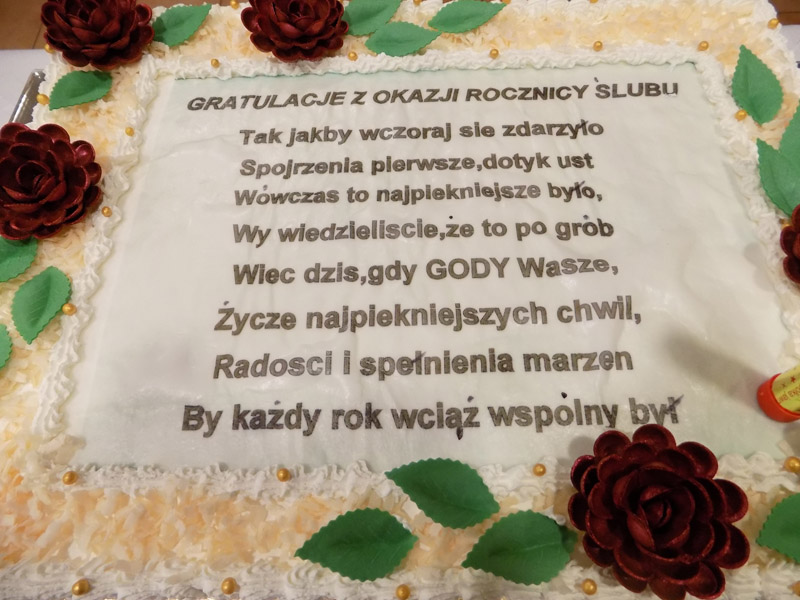 GRATULACJE Z OKAZJI ROCZNICY ŚLUBU
Tak jakby wczoraj sie zdarzyło
Spojrzenia pierwsze,dotyk ust
Wówczas to najpiekniejsze było,
Wy wiedzieliscie,że to po grób
Wiec dzis,gdy GODY Wasze,
Życze najpiekniejszych chwil,
Radosci i spełnienia marzen
By każdy rok wciąż wspólny był